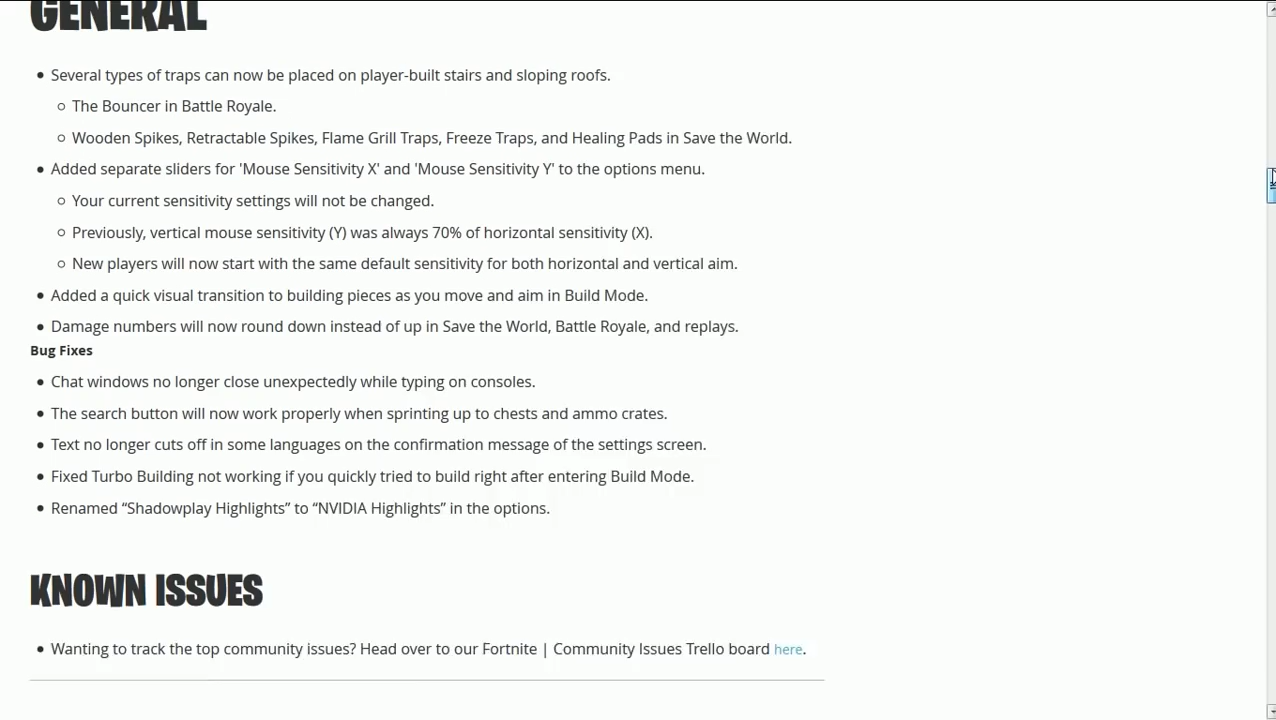 GENERAL
Several types of traps can now be placed on player-built stairs and sloping roofs.
The Bouncer in Battle Royale.
Wooden Spikes, Retractable Spikes, Flame Grill Traps, Freeze Traps, and Healing Pads in Save the World.
Added separate sliders for 'Mouse Sensitivity X' and 'Mouse Sensitivity Y' to the options menu.
Your current sensitivity settings will not be changed.
Previously, vertical mouse sensitivity (Y) was always 70% of horizontal sensitivity (X).
New players will now start with the same default sensitivity for both horizontal and vertical aim.
Added a quick visual transition to building pieces as you move and aim in Build Mode.
Damage numbers will now round down instead of up in Save the World, Battle Royale, and replays.
Bug Fixes
Chat windows no longer close unexpectedly while typing on consoles.
The search button will now work properly when sprinting up to chests and ammo crates.
Text no longer cuts off in some languages on the confirmation message of the settings screen.
Fixed Turbo Building not working if you quickly tried to build right after entering Build Mode.
Renamed “Shadowplay Highlights” to “NVIDIA Highlights” in the options.
KNOWN ISSUES
Wanting to track the top community issues? Head over to our Fortnite | Community Issues Trello board here.